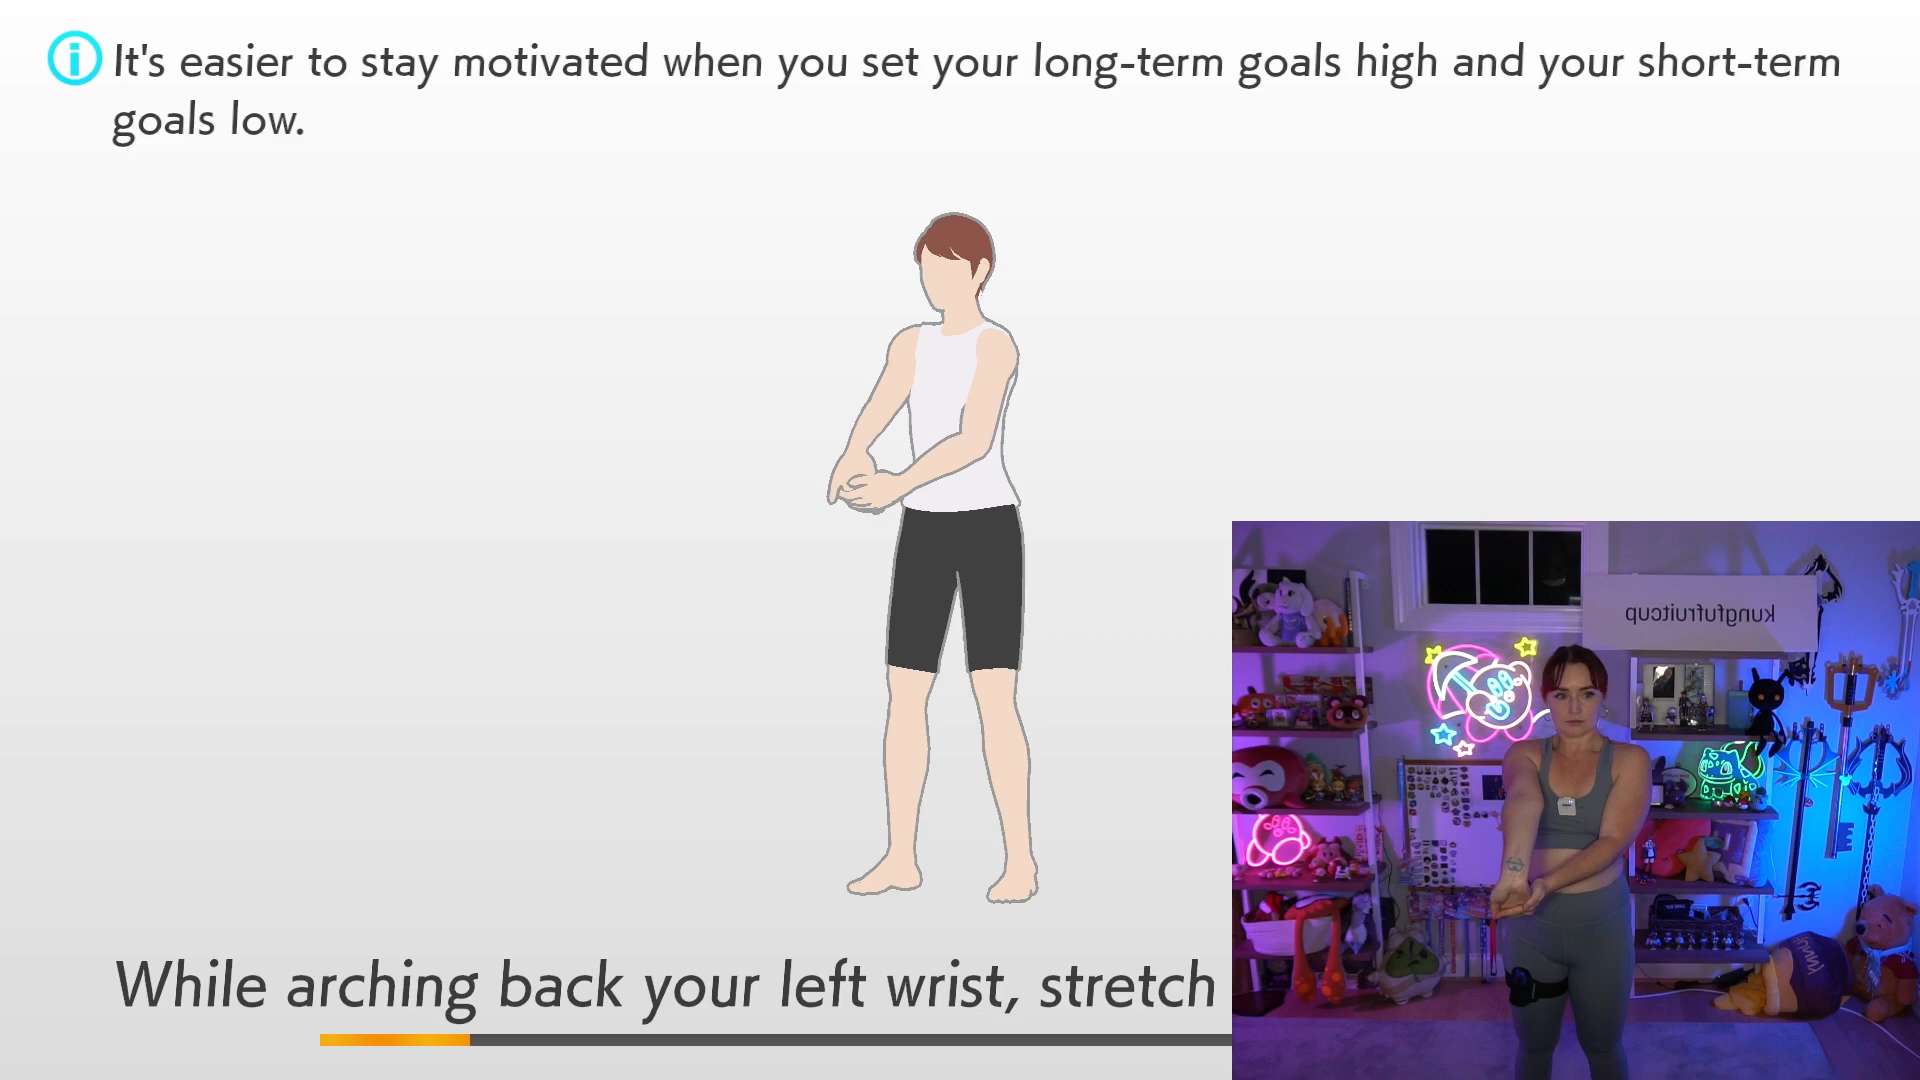 It's easier to stay motivated when you set your long-term goals high and your short-term
goals low.
kungfufruitcup
While arching back your left wrist, stretch